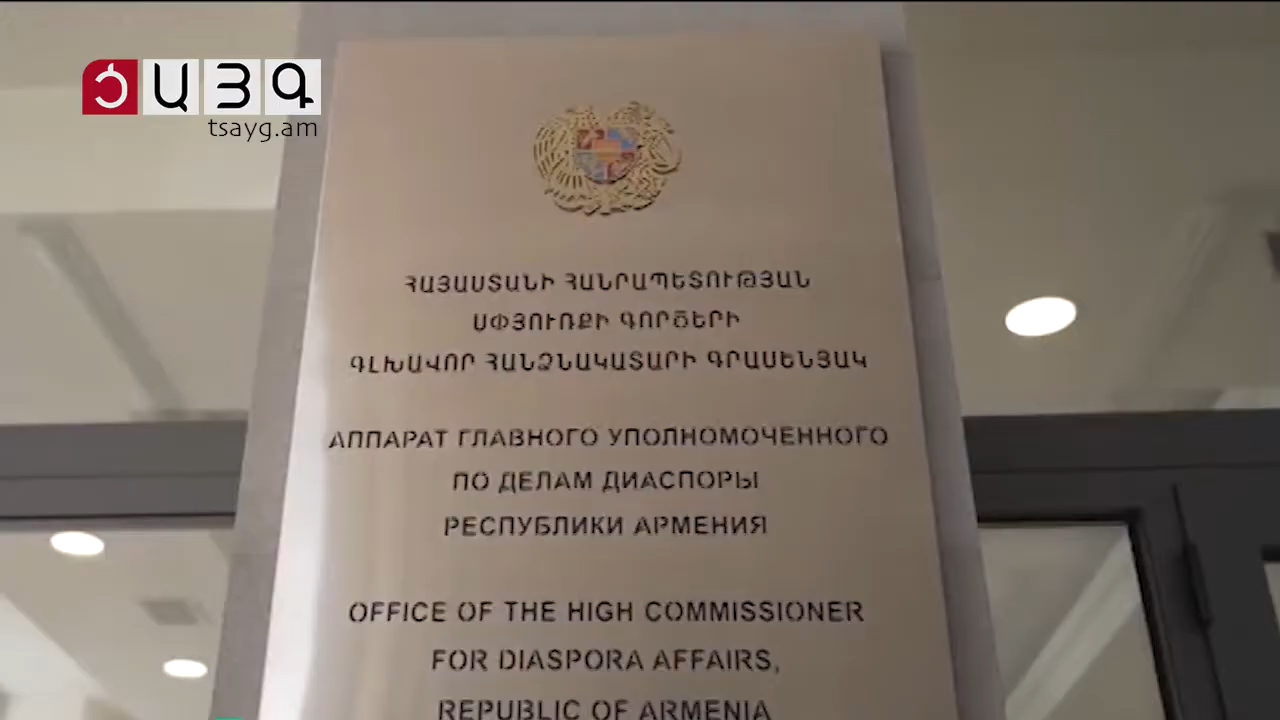 ԾԱՅԳ
tsayg.am
ՀԱՅԱՍՏԱՆԻ ՀԱՆՐԱՊԵՏՈՒԹՅԱՆ
ՍՓՅՈՒՌՔԻ ԳՈՐԾԵՐԻ
ԳԼԽԱՎՈՐ ՀԱՆՁՆԱԿԱՏԱՐԻ ԳՐԱՍԵՆՅԱԿ
АППАРАТ ГЛАВНОГО УПОЛНОМОЧЕННОГО
ПО ДЕЛАМ ДИАСПОРЫ
РЕСПУБЛИКИ АРМЕНИЯ
OFFICE OF THE HIGH COMMISSIONER
FOR DIASPORA AFFAIRS,
REPUBLIC OF ARMENIA